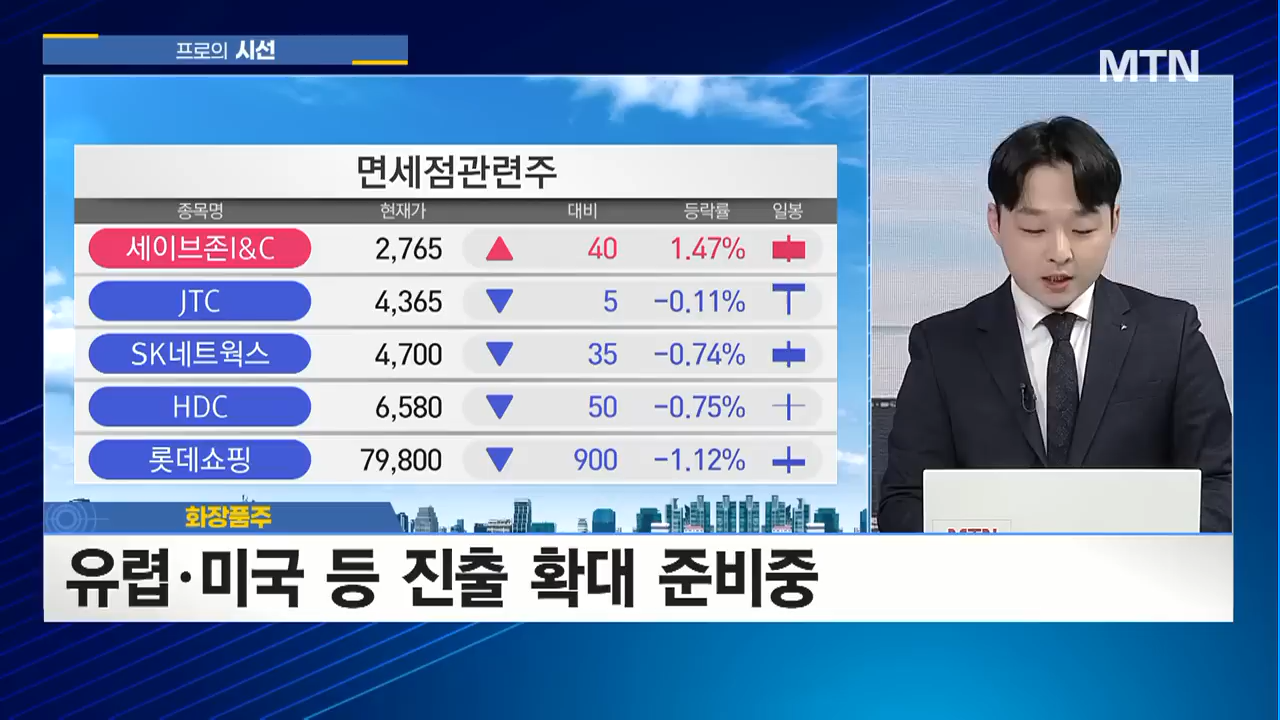 프로의 시선
MTN
면세점관련주
종목명 현재가 대비 등락률 일봉
세이브존I&C 2,765 ▲ 40 1.47%
JTC 4,365 ▼ 5 -0.11%
SK네트웍스 4,700 ▼ 35 -0.74%
HDC 6,580 ▼ 50 -0.75%
롯데쇼핑 79,800 ▼ 900 -1.12%
화장품주
MTN
유렵·미국 등 진출 확대 준비중